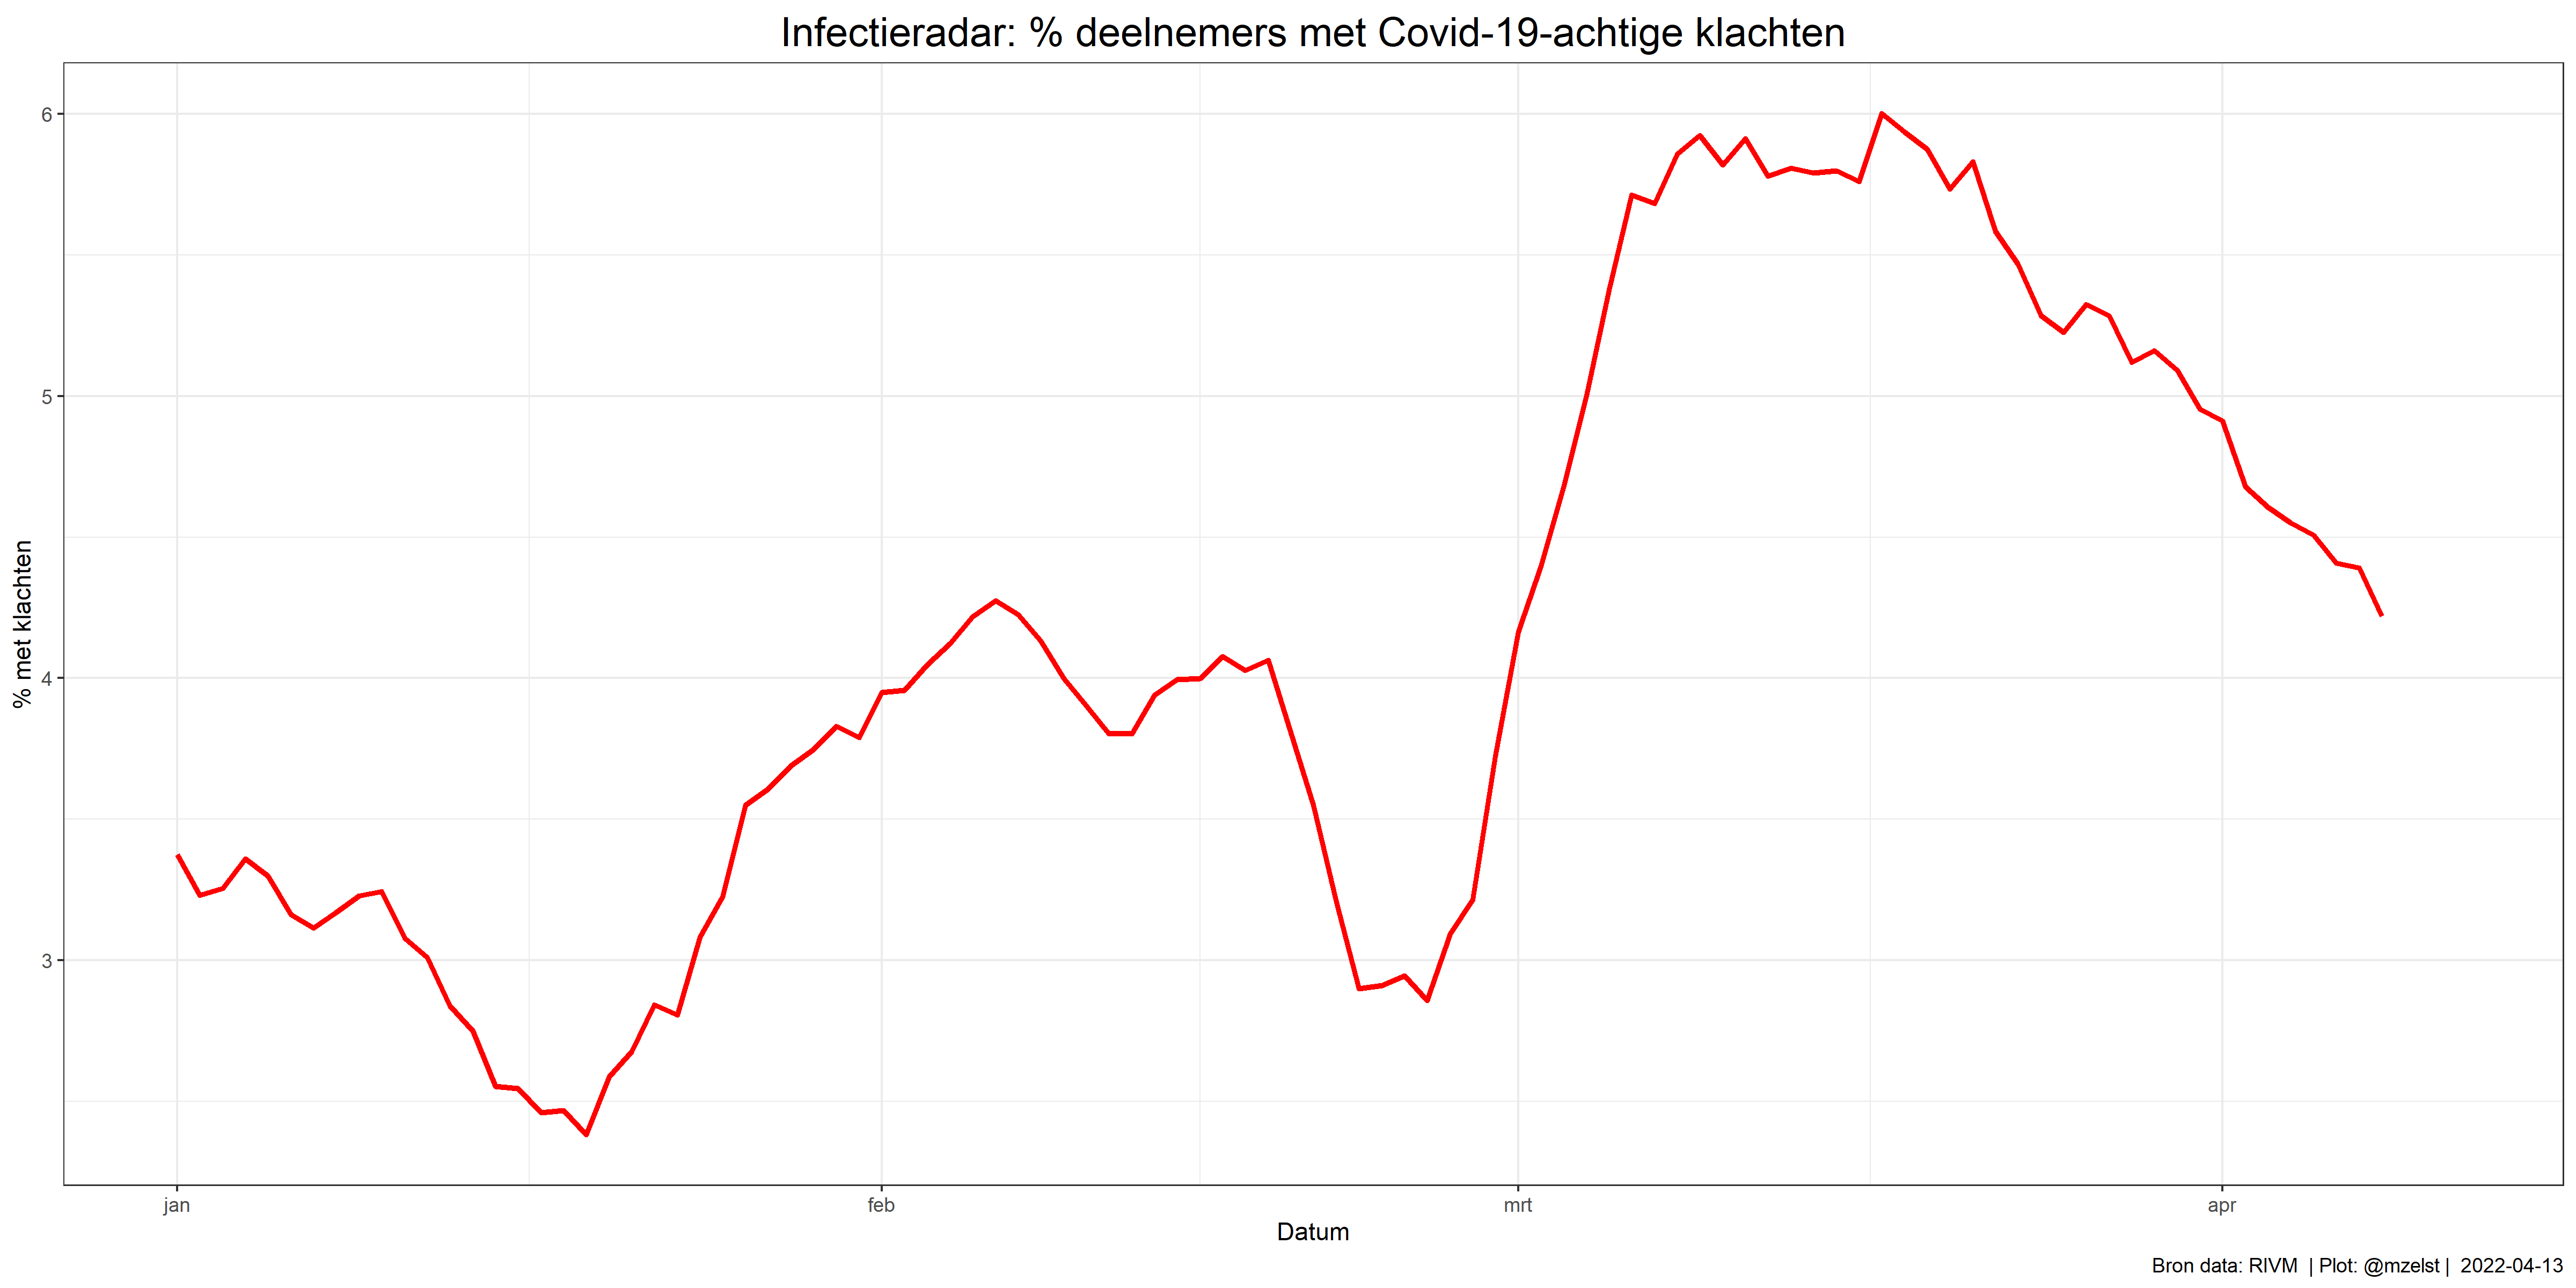 Infectieradar: % deelnemers met Covid-19-achtige klachten
6
5
4
3
% met klachten
jan
feb
mrt
apr
Datum
Bron data: RIVM | Plot: @mzelst | 2022-04-13